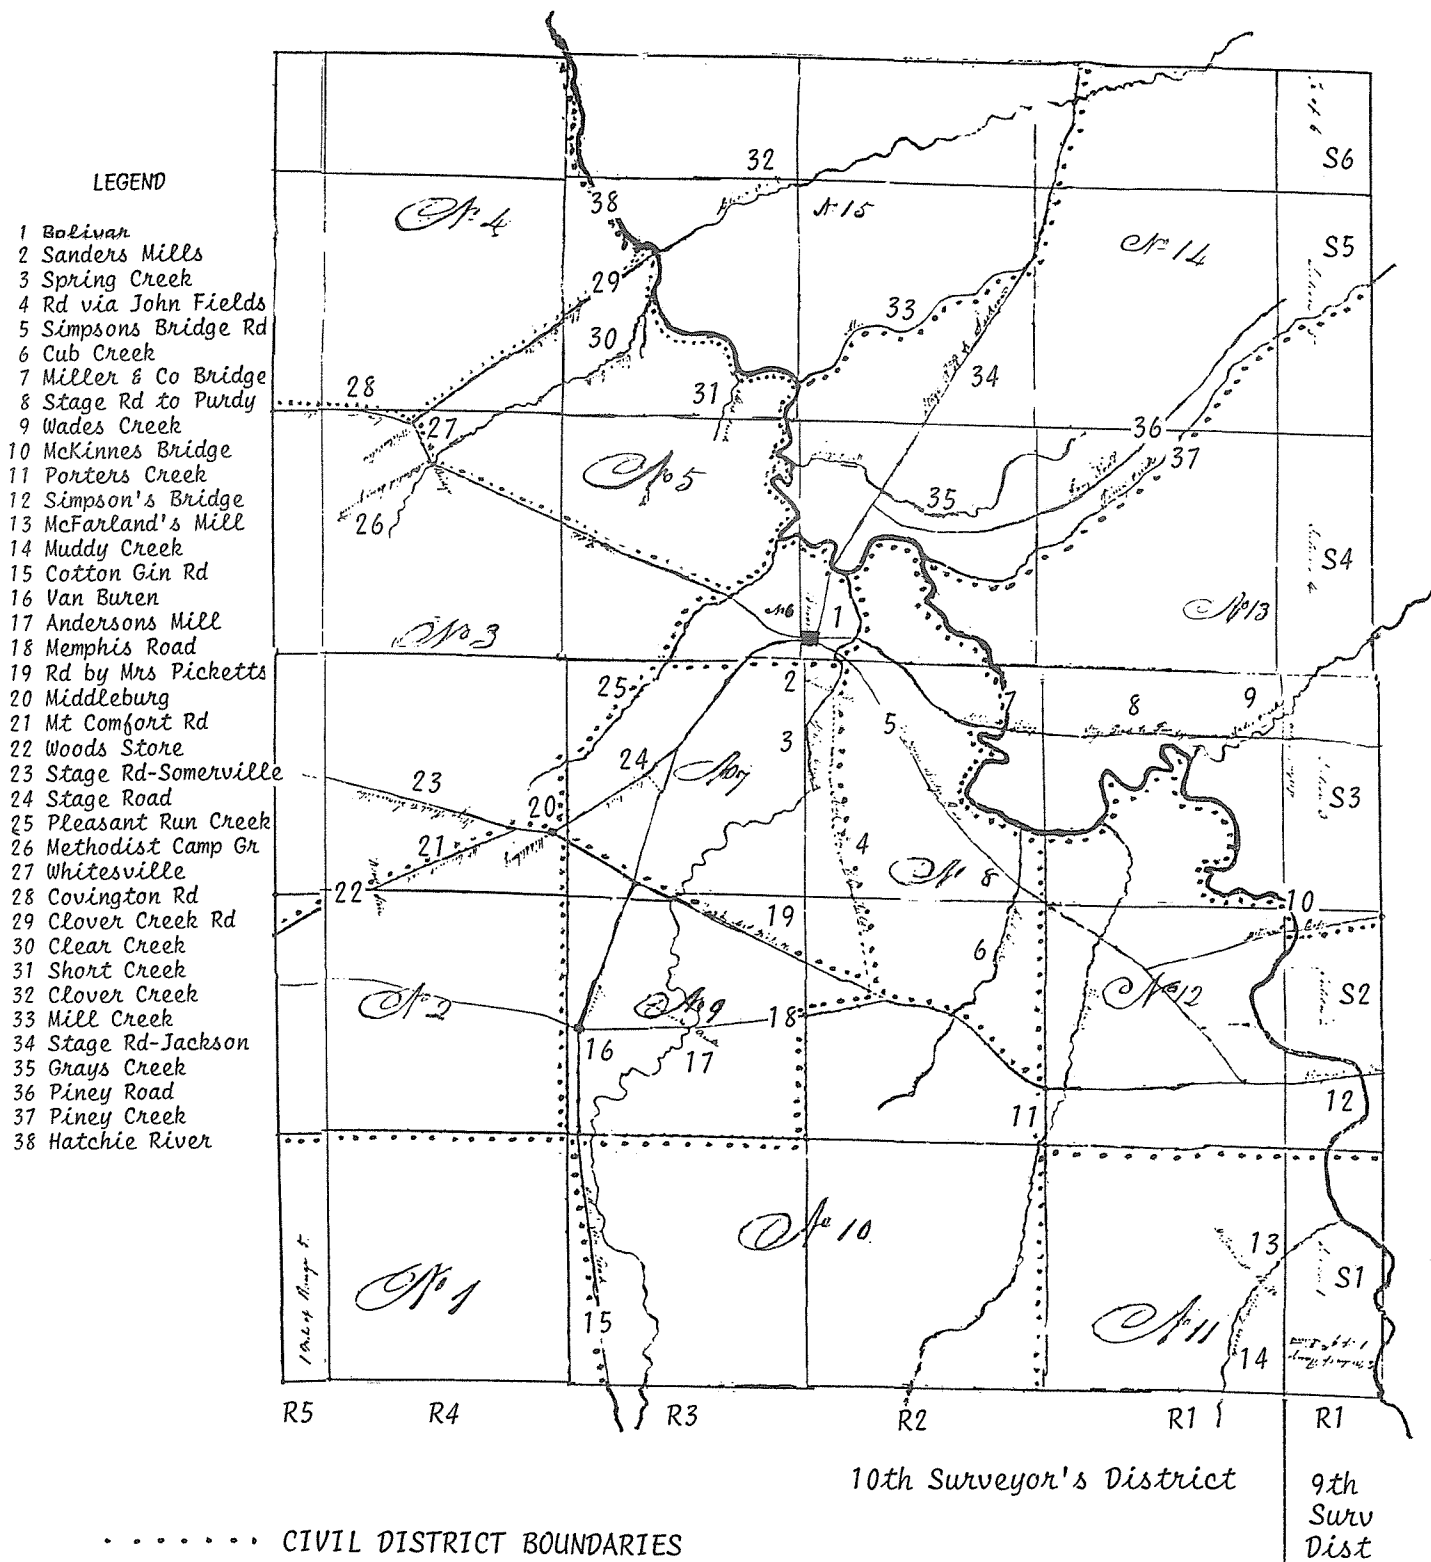 LEGEND
1 Bolivar
2 Sanders Mills
3 Spring Creek
4 Rd via John Fields
5 Simpsons Bridge Rd
6 Cub Creek
7 Miller & Co Bridge
8 Stage Rd to Purdy
9 Wades Creek
10 McKinnes Bridge
11 Porters Creek
12 Simpson's Bridge
13 McFarland's Mill
14 Muddy Creek
15 Cotton Gin Rd
16 Van Buren
17 Andersons Mill
18 Memphis Road
19 Rd by Mrs Picketts
20 Middleburg
21 Mt Comfort Rd
22 Woods Store
23 Stage Rd-Somerville
24 Stage Road
25 Pleasant Run Creek
26 Methodist Camp Gr
27 Whitesville
28 Covington Rd
29 Clover Creek Rd
30 Clear Creek
31 Short Creek
32 Clover Creek
33 Mill Creek
34 Stage Rd-Jackson
35 Grays Creek
36 Piney Road
37 Piney Creek
38 Hatchie River
32
S6
38
No 4
No 15
No 14
S5
29
33
30
34
28
31
27
36
37
No 5
35
26
S4
No 6
1
No 3
No 13
25
2
7
8
9
5
3
24
No 7
23
S3
20
4
21
No 8
22
10
19
6
No 2
No 9
No 12
S2
18
16
17
12
11
No 10
13
S1
No 1
15
No 11
14
1 Mile of Range 5
R5
R4
R3
R2
R1
R1
10th Surveyor's District
9th
Surv
Dist
CIVIL DISTRICT BOUNDARIES